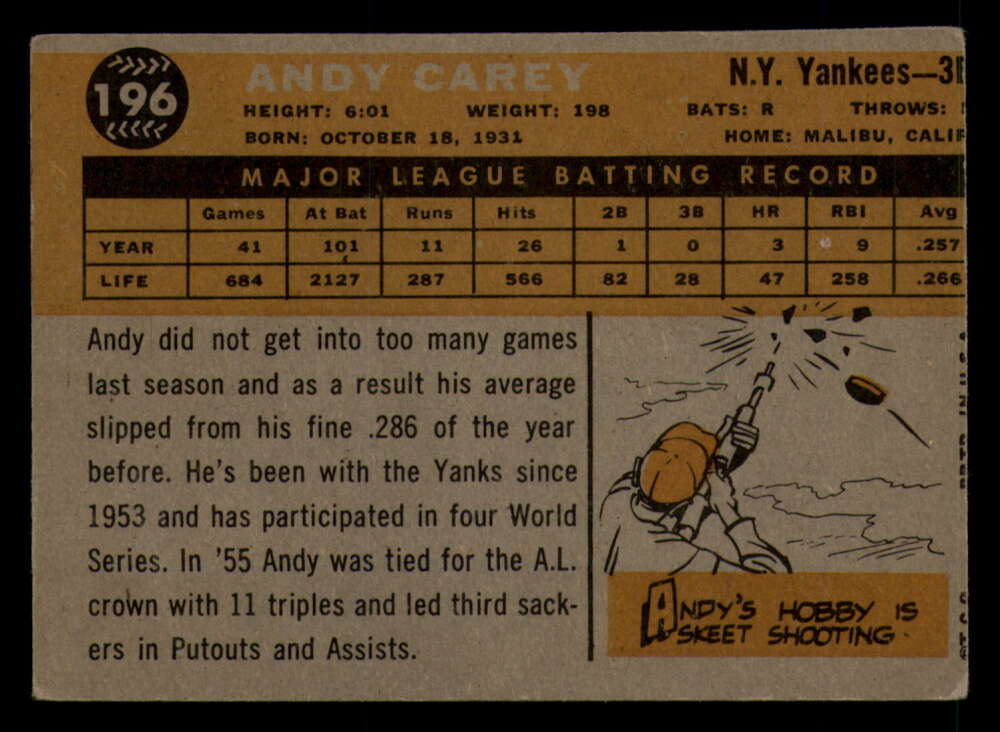 196
ANDY CAREY
N.Y. Yankees—3B
HEIGHT: 6:01 WEIGHT: 198 BATS: R THROWS:
BORN: OCTOBER 18, 1931 HOME: MALIBU, CALIF
MAJOR LEAGUE BATTING RECORD
Games At Bat Runs Hits 2B 3B HR RBI Avg
YEAR 41 101 11 26 1 0 3 9 .257
LIFE 684 2127 287 566 82 28 47 258 .266
Andy did not get into too many games
last season and as a result his average
slipped from his fine .286 of the year
before. He's been with the Yanks since
1953 and has participated in four World
Series. In '55 Andy was tied for the A.L.
crown with 11 triples and led third sack-
ers in Putouts and Assists.
ANDY'S HOBBY IS
SKEET SHOOTING.